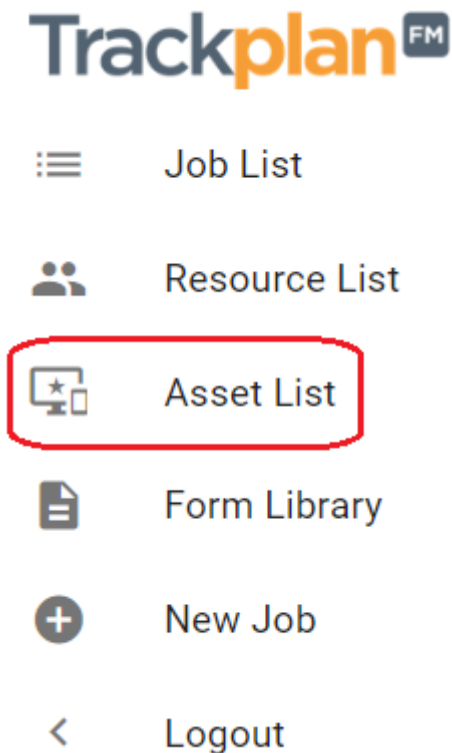 Trackplan FM
Job List
Resource List
Asset List
Form Library
New Job
Logout